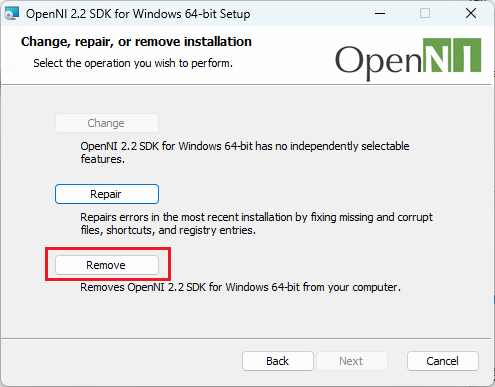 OpenNI 2.2 SDK for Windows 64-bit Setup
Change, repair, or remove installation
Select the operation you wish to perform.
OpenNI
Change
OpenNI 2.2 SDK for Windows 64-bit has no independently selectable
features.
Repair
Repairs errors in the most recent installation by fixing missing and corrupt
files, shortcuts, and registry entries.
Remove
Removes OpenNI 2.2 SDK for Windows 64-bit from your computer.
Back
Next
Cancel